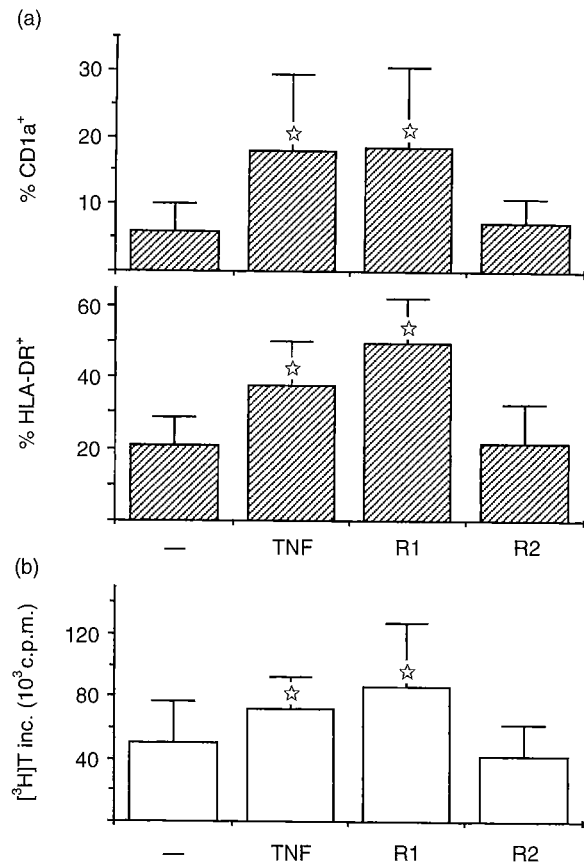 (a)
30
20
10
% CD1a⁺
60
40
20
% HLA-DR⁺
— TNF R1 R2
(b)
120
80
40
[³H]T inc. (10³ c.p.m.)
— TNF R1 R2